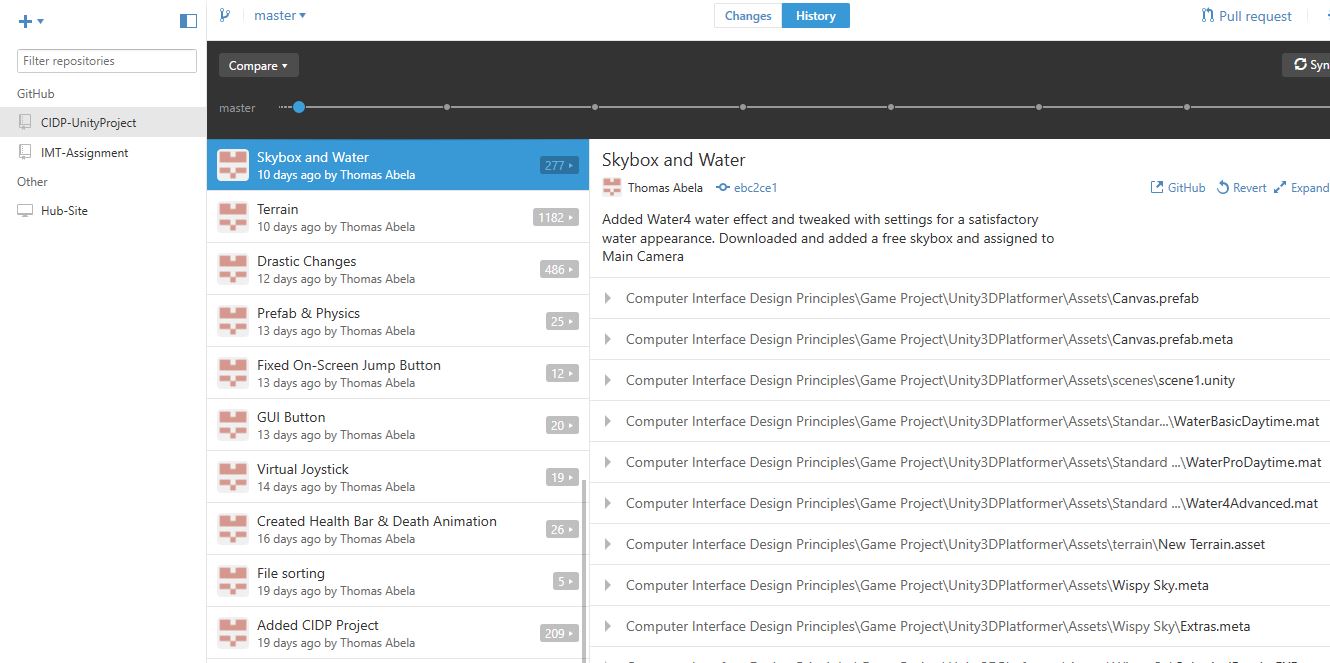 master
Changes
History
Pull request
Filter repositories
GitHub
CIDP-UnityProject
IMT-Assignment
Other
Hub-Site
Compare
Syn
master
Skybox and Water
277
10 days ago by Thomas Abela
Terrain
1182
10 days ago by Thomas Abela
Drastic Changes
486
12 days ago by Thomas Abela
Prefab & Physics
25
13 days ago by Thomas Abela
Fixed On-Screen Jump Button
12
13 days ago by Thomas Abela
GUI Button
20
13 days ago by Thomas Abela
Virtual Joystick
19
14 days ago by Thomas Abela
Created Health Bar & Death Animation
26
16 days ago by Thomas Abela
File sorting
5
19 days ago by Thomas Abela
Added CIDP Project
209
19 days ago by Thomas Abela
Skybox and Water
Thomas Abela
ebc2ce1
GitHub
Revert
Expand
Added Water4 water effect and tweaked with settings for a satisfactory
water appearance. Downloaded and added a free skybox and assigned to
Main Camera
Computer Interface Design Principles\Game Project\Unity3DPlatformer\Assets\Canvas.prefab
Computer Interface Design Principles\Game Project\Unity3DPlatformer\Assets\Canvas.prefab.meta
Computer Interface Design Principles\Game Project\Unity3DPlatformer\Assets\scenes\scene1.unity
Computer Interface Design Principles\Game Project\Unity3DPlatformer\Assets\Standar...\WaterBasicDaytime.mat
Computer Interface Design Principles\Game Project\Unity3DPlatformer\Assets\Standard ...\WaterProDaytime.mat
Computer Interface Design Principles\Game Project\Unity3DPlatformer\Assets\Standard ...\Water4Advanced.mat
Computer Interface Design Principles\Game Project\Unity3DPlatformer\Assets\terrain\New Terrain.asset
Computer Interface Design Principles\Game Project\Unity3DPlatformer\Assets\Wispy Sky.meta
Computer Interface Design Principles\Game Project\Unity3DPlatformer\Assets\Wispy Sky\Extras.meta